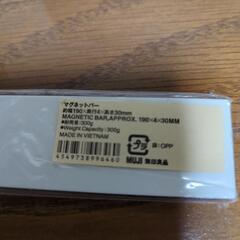 マグネットバー
約幅190×奥行4×高さ30mm
MAGNETIC BAR,APPROX. 190×4×30MM
●耐荷重:300g
●Weight Capacity:300g
MADE IN VIETNAM
プラ
袋:OPP
4549738996460
MUJI 無印良品